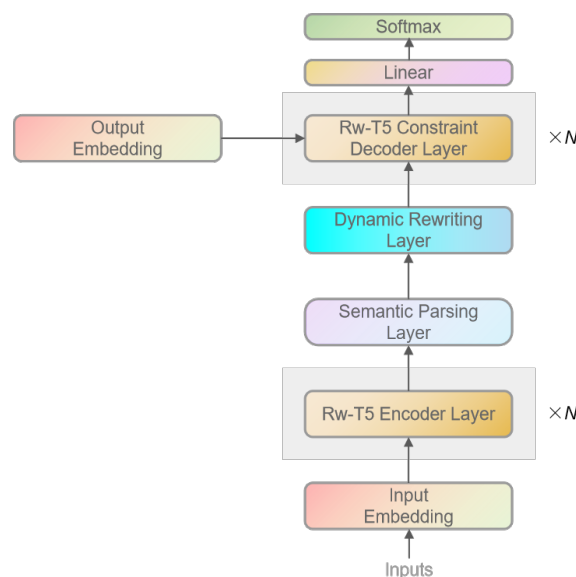 Softmax
Linear
Output
Embedding
Rw-T5 Constraint
Decoder Layer
×N
Dynamic Rewriting
Layer
Semantic Parsing
Layer
Rw-T5 Encoder Layer
×N
Input
Embedding
Inputs